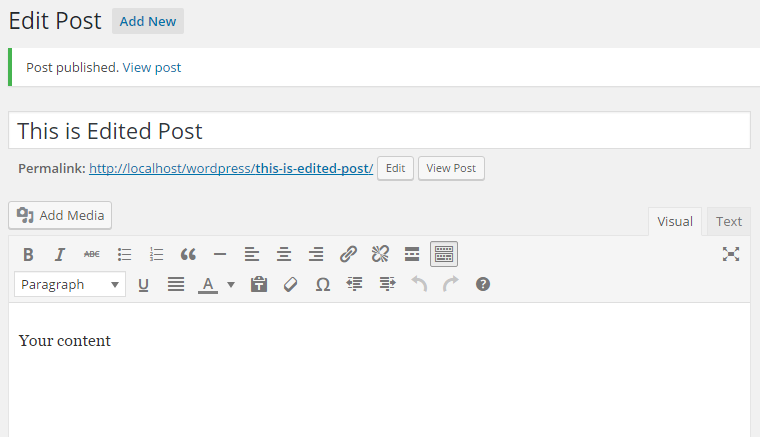 Edit Post Add New
Post published. View post
This is Edited Post
Permalink: http://localhost/wordpress/this-is-edited-post/ Edit View Post
Add Media
Visual Text
B I ABC
Paragraph U A Ω ?
Your content